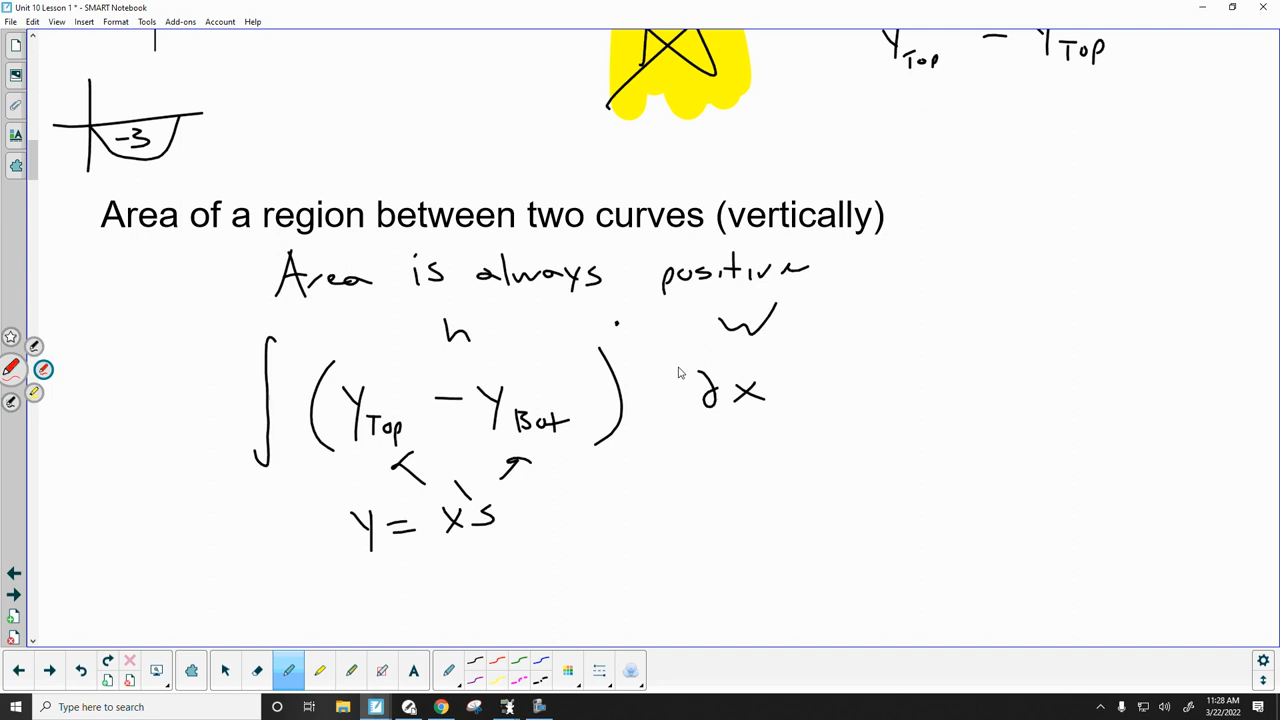 Unit 10 Lesson 1 * - SMART Notebook
File Edit View Insert Format Tools Add-ons Account Help
Y Top - Y Top
-3
Area of a region between two curves (vertically)
Area is always positive
h · w
∫ (Y Top - Y Bot) dx
Y = xs
Type here to search
11:28 AM
3/22/2022